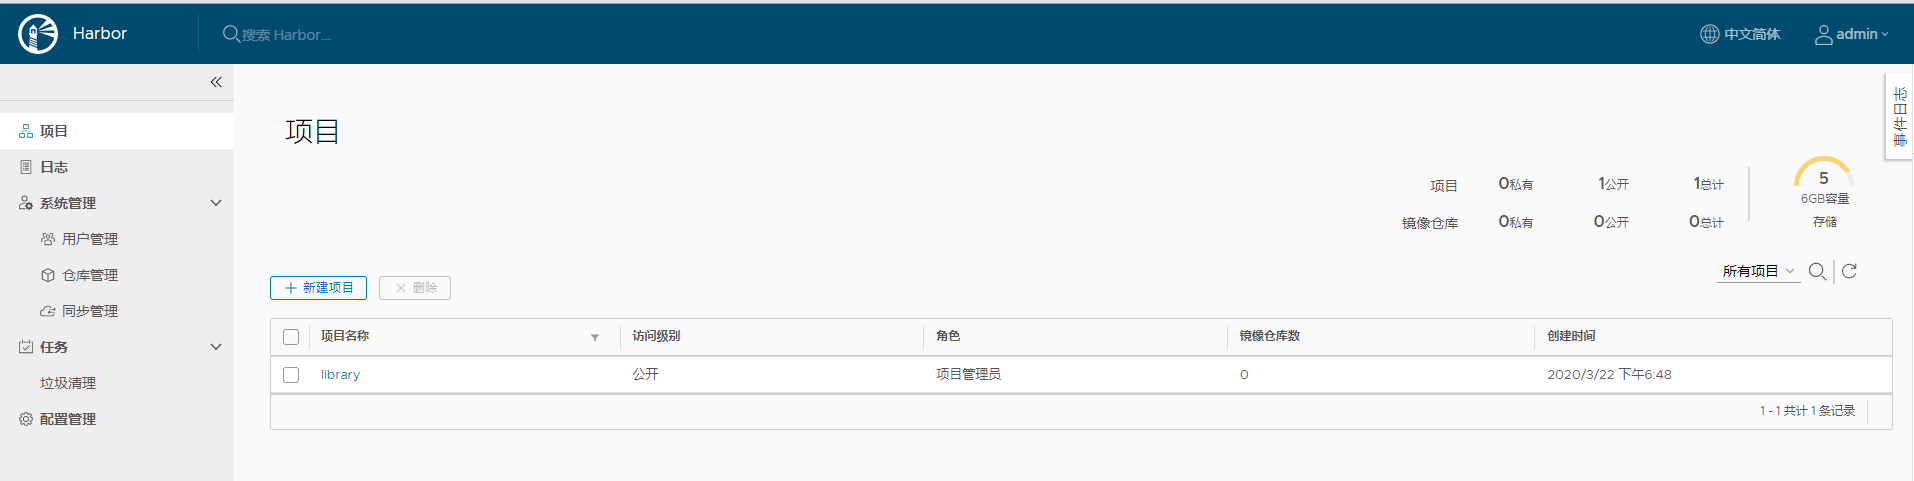 Harbor
搜索 Harbor...
中文简体
admin
项目
日志
系统管理
用户管理
仓库管理
同步管理
任务
垃圾清理
配置管理
事件日志
项目
项目 0私有 1公开 1总计
镜像仓库 0私有 0公开 0总计
5
6GB容量
存储
所有项目
新建项目 删除
项目名称 访问级别 角色 镜像仓库数 创建时间
library 公开 项目管理员 0 2020/3/22 下午6:48
1 - 1 共计 1 条记录